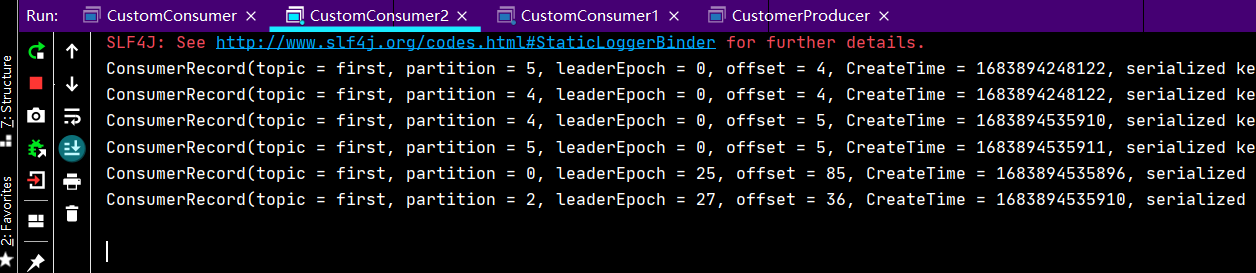 Run: CustomConsumer CustomConsumer2 CustomConsumer1 CustomerProducer
SLF4J: See http://www.slf4j.org/codes.html#StaticLoggerBinder for further details.
ConsumerRecord(topic = first, partition = 5, leaderEpoch = 0, offset = 4, CreateTime = 1683894248122, serialized ke
ConsumerRecord(topic = first, partition = 4, leaderEpoch = 0, offset = 4, CreateTime = 1683894248122, serialized ke
ConsumerRecord(topic = first, partition = 4, leaderEpoch = 0, offset = 5, CreateTime = 1683894535910, serialized ke
ConsumerRecord(topic = first, partition = 5, leaderEpoch = 0, offset = 5, CreateTime = 1683894535911, serialized ke
ConsumerRecord(topic = first, partition = 0, leaderEpoch = 25, offset = 85, CreateTime = 1683894535896, serialized
ConsumerRecord(topic = first, partition = 2, leaderEpoch = 27, offset = 36, CreateTime = 1683894535910, serialized
7: Structure
2: Favorites